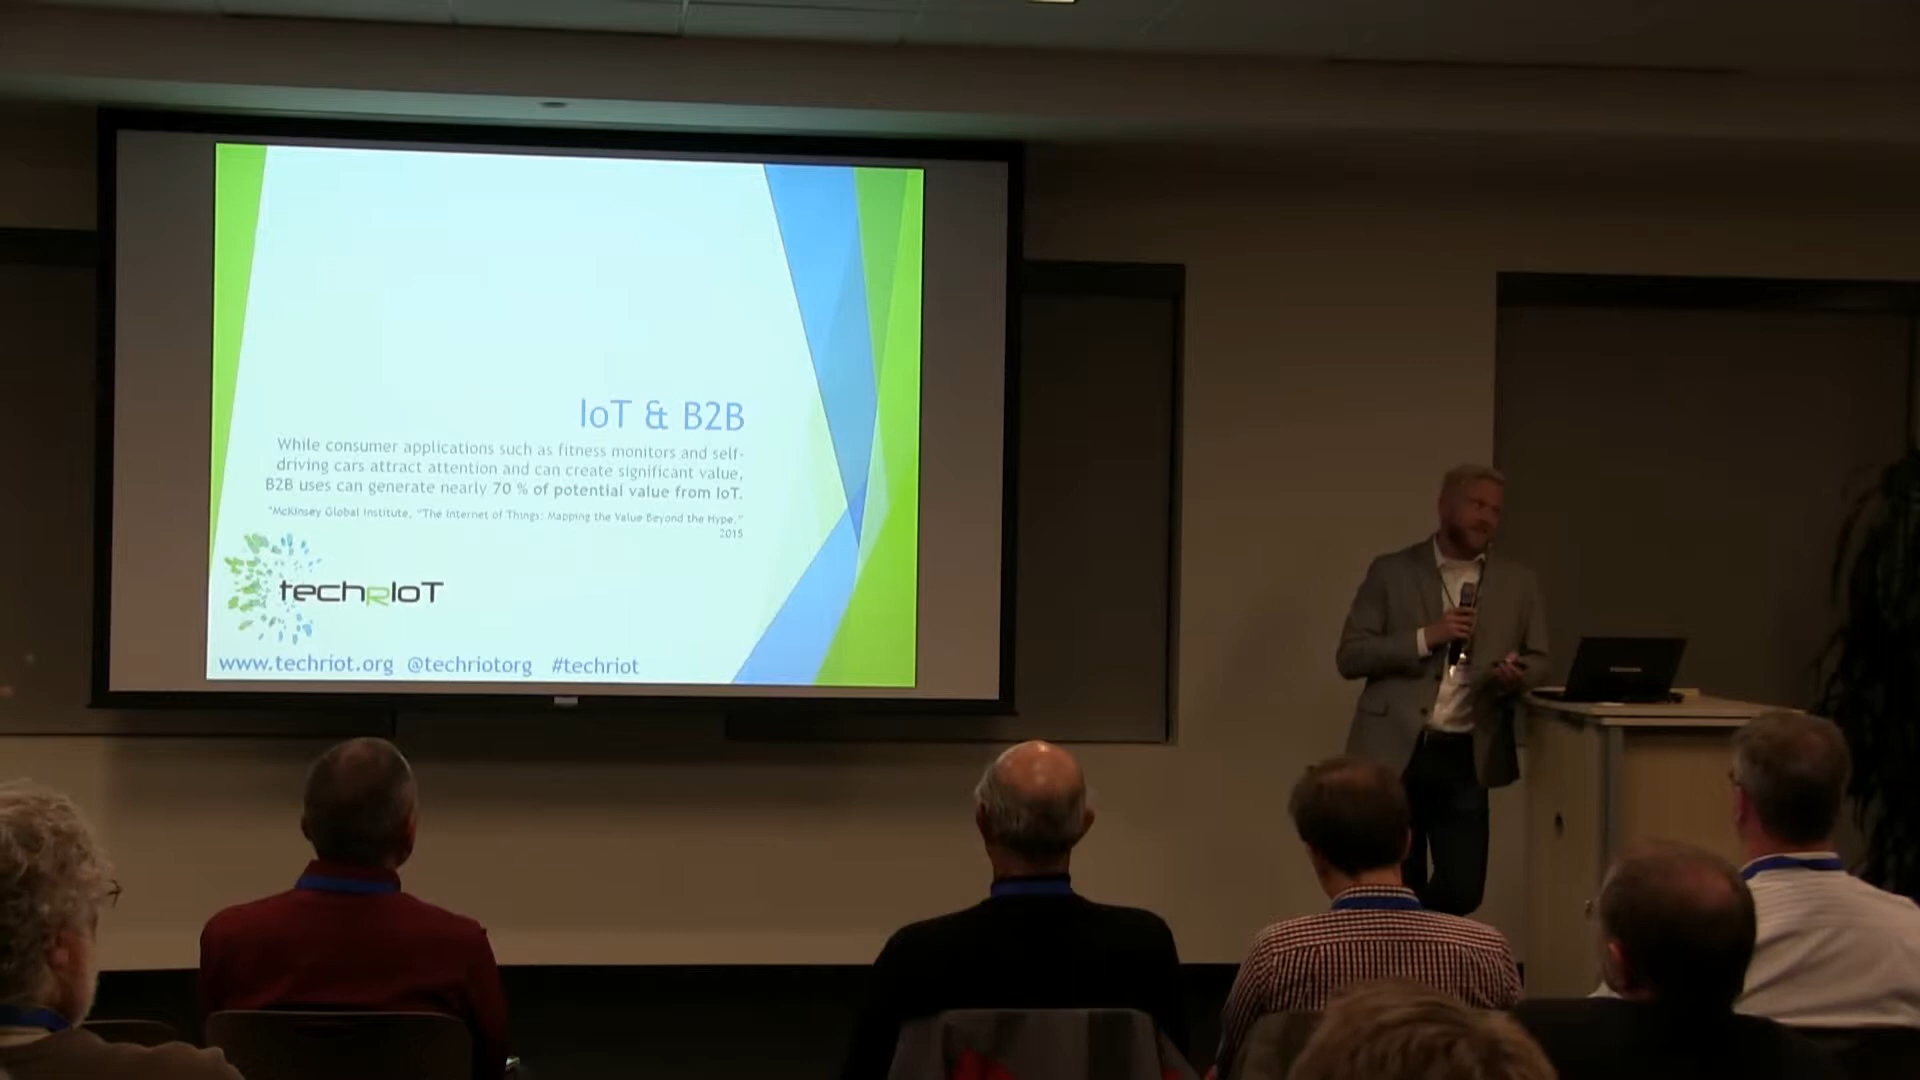 IoT & B2B
While consumer applications such as fitness monitors and self-
driving cars attract attention and can create significant value,
B2B uses can generate nearly 70 % of potential value from IoT.
"McKinsey Global Institute, "The Internet of Things: Mapping the Value Beyond the Hype,"
2015
techRIoT
www.techriot.org @techriotorg #techriot